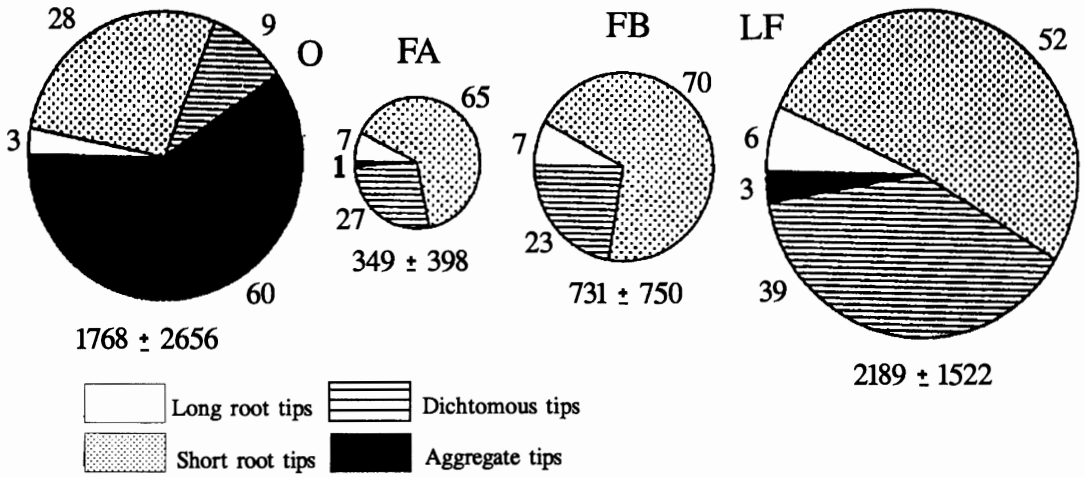 O
28
9
3
60
1768 ± 2656
FA
65
7
1
27
349 ± 398
FB
70
7
23
731 ± 750
LF
52
6
3
39
2189 ± 1522
Long root tips
Dichtomous tips
Short root tips
Aggregate tips